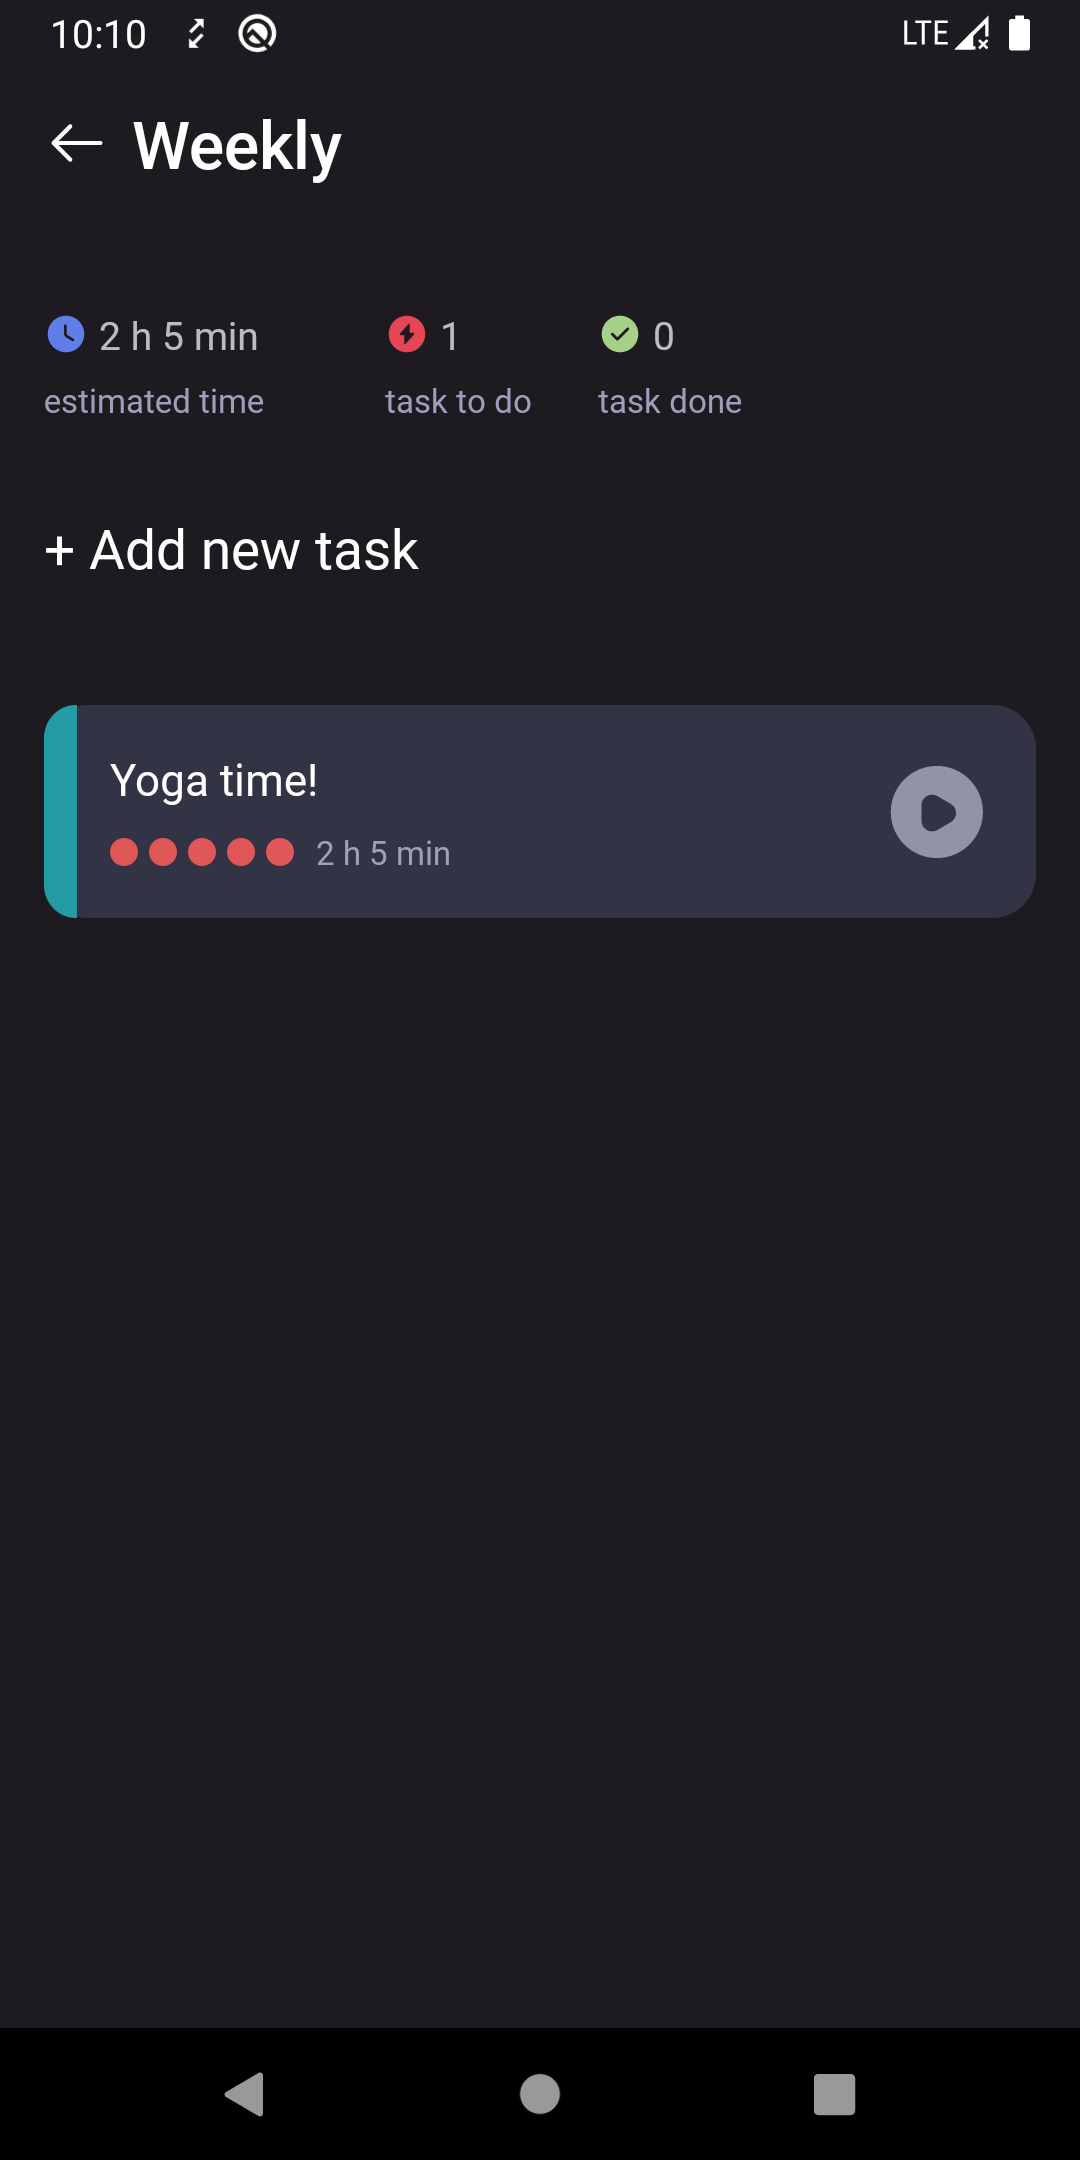 10:10
LTE
Weekly
2 h 5 min
1
0
estimated time
task to do
task done
+ Add new task
Yoga time!
2 h 5 min